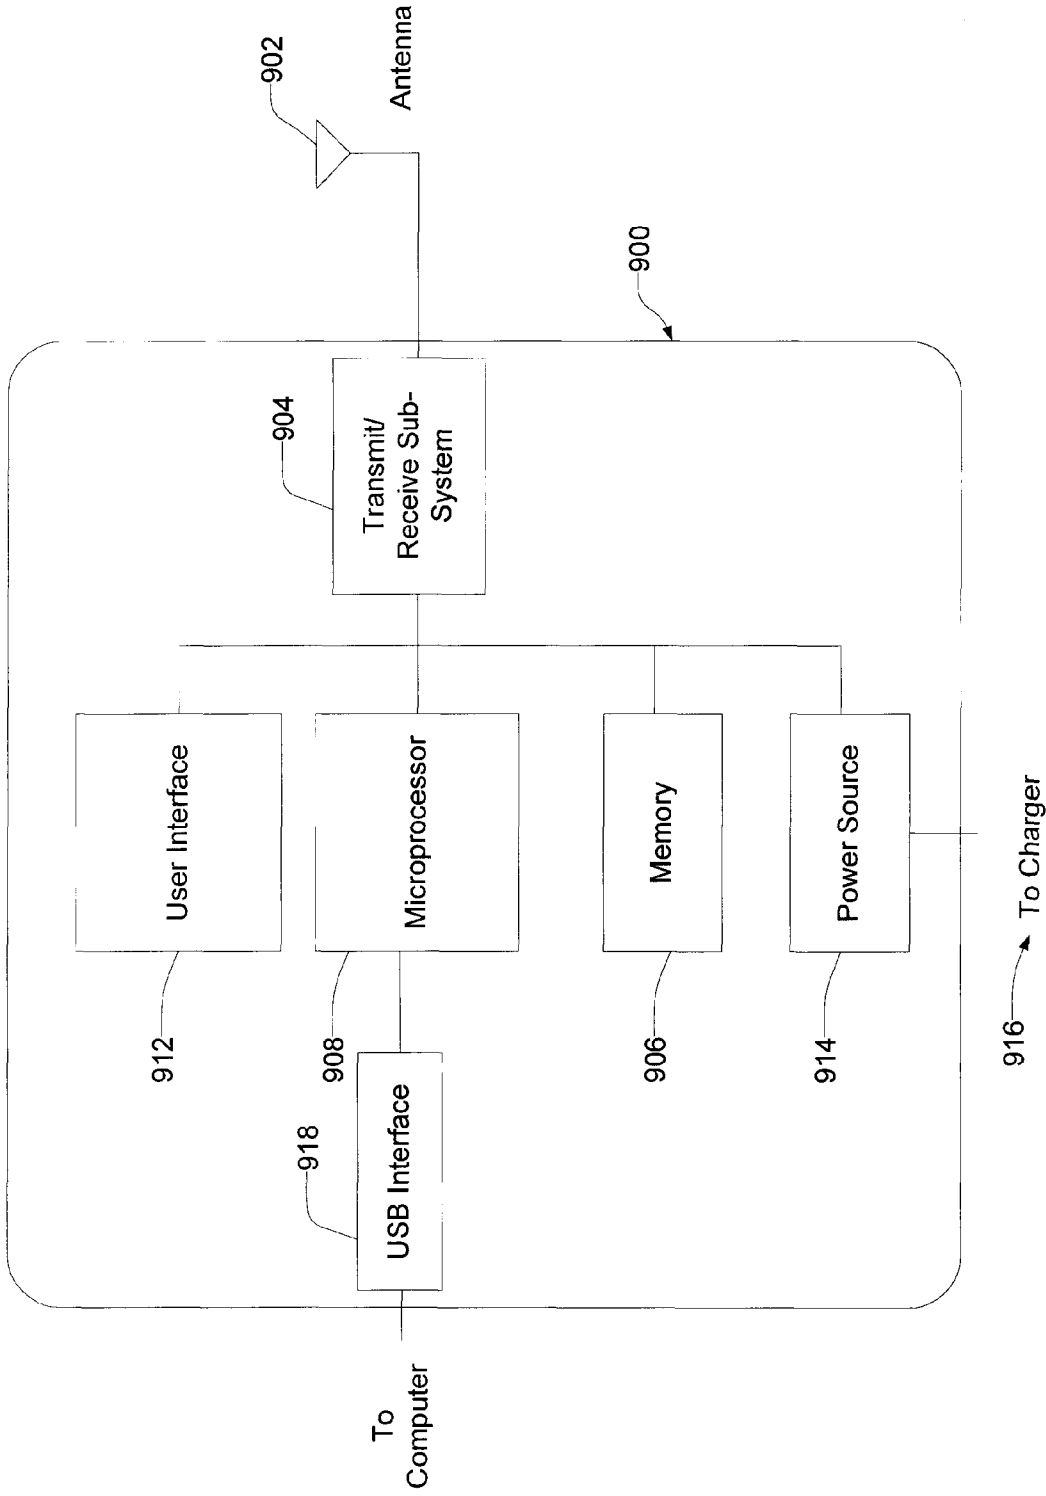 902
Antenna
900
904
Transmit/
Receive Sub-
System
User Interface
912
Microprocessor
908
Memory
906
Power Source
914
916
To Charger
918
USB Interface
To
Computer